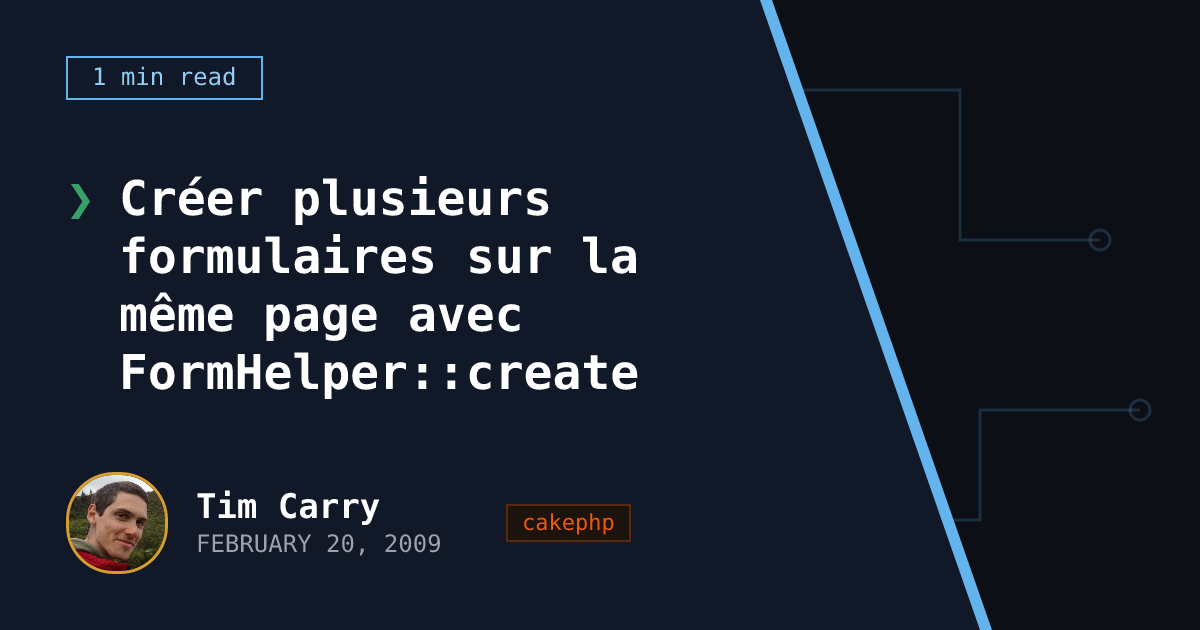 1 min read
❯ Créer plusieurs
formulaires sur la
même page avec
FormHelper::create
Tim Carry
FEBRUARY 20, 2009
cakephp